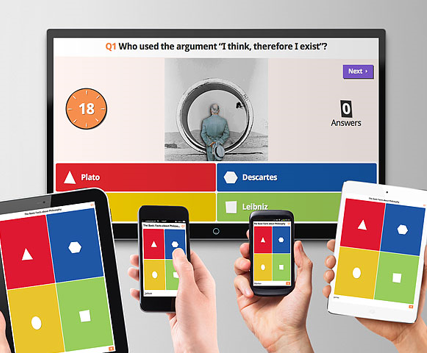 Q1 Who used the argument "I think, therefore I exist"?
Next ›
18
0
Answers
Plato
Descartes
Leibniz